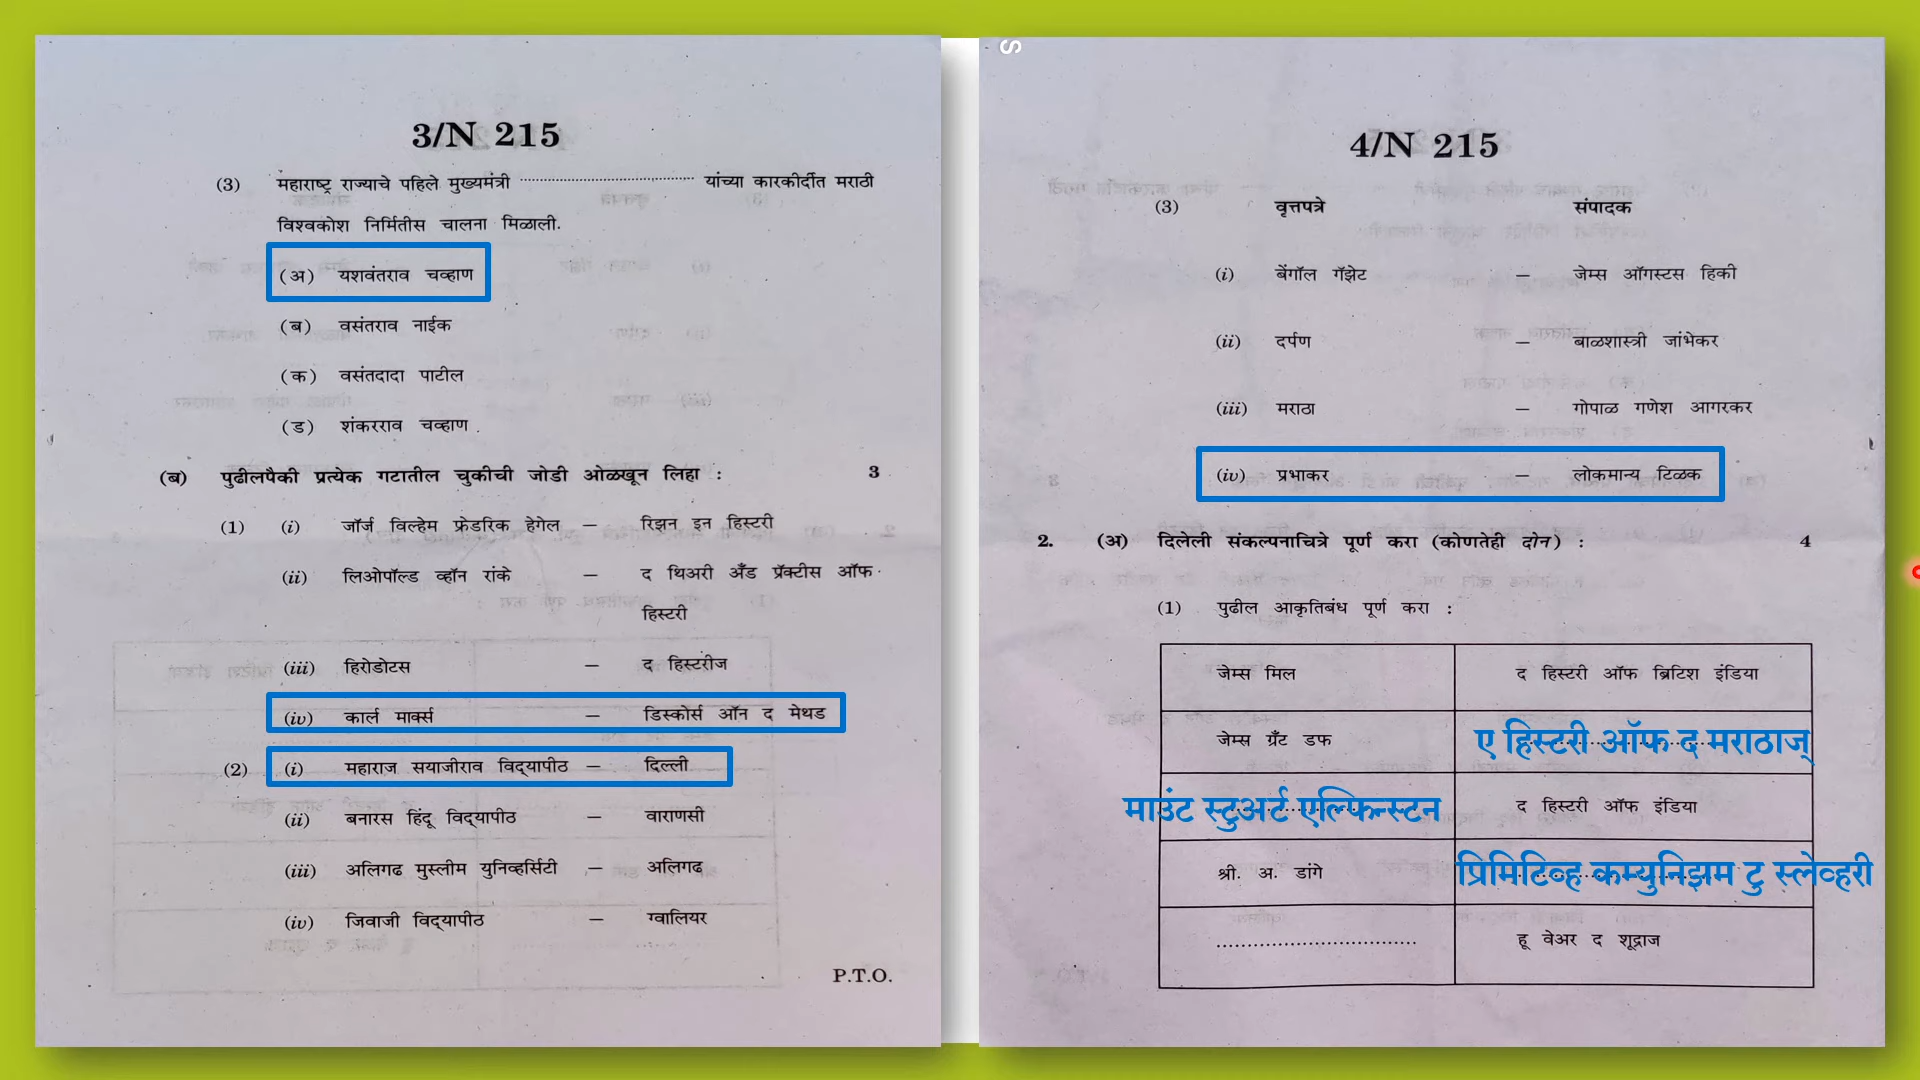 3/N 215
(3) महाराष्ट्र राज्याचे पहिले मुख्यमंत्री ........................ यांच्या कारकीर्दीत मराठी
विश्वकोश निर्मितीस चालना मिळाली.
(अ) यशवंतराव चव्हाण
(ब) वसंतराव नाईक
(क) वसंतदादा पाटील
(ड) शंकरराव चव्हाण .
(ब) पुढीलपैकी प्रत्येक गटातील चुकीची जोडी ओळखून लिहा : 3
(1) (i) जॉर्ज विल्हेम फ्रेडरिक हेगेल – रिझन इन हिस्टरी
(ii) लिओपॉल्ड व्हॉन रांके – द थिअरी अँड प्रॅक्टीस ऑफ
हिस्टरी
(iii) हिरोडोटस – द हिस्टरीज
(iv) कार्ल मार्क्स – डिस्कोर्स ऑन द मेथड
(2) (i) महाराज सयाजीराव विद्यापीठ – दिल्ली
(ii) बनारस हिंदू विद्यापीठ – वाराणसी
(iii) अलिगढ मुस्लीम युनिव्हर्सिटी – अलिगढ
(iv) जिवाजी विद्यापीठ – ग्वालियर
P.T.O.
S
4/N 215
(3) वृत्तपत्रे संपादक
(i) बेंगॉल गॅझेट – जेम्स ऑगस्टस हिकी
(ii) दर्पण – बाळशास्त्री जांभेकर
(iii) मराठा – गोपाळ गणेश आगरकर
(iv) प्रभाकर – लोकमान्य टिळक
2. (अ) दिलेली संकल्पनाचित्रे पूर्ण करा (कोणतेही दोन) : 4
(1) पुढील आकृतिबंध पूर्ण करा :
जेम्स मिल द हिस्टरी ऑफ ब्रिटिश इंडिया
जेम्स ग्रँट डफ ए हिस्टरी ऑफ द मराठाज्
माउंट स्टुअर्ट एल्फिन्स्टन द हिस्टरी ऑफ इंडिया
श्री. अ. डांगे प्रिमिटिव्ह कम्युनिझम टु स्लेव्हरी
................................. हू वेअर द शूद्राज